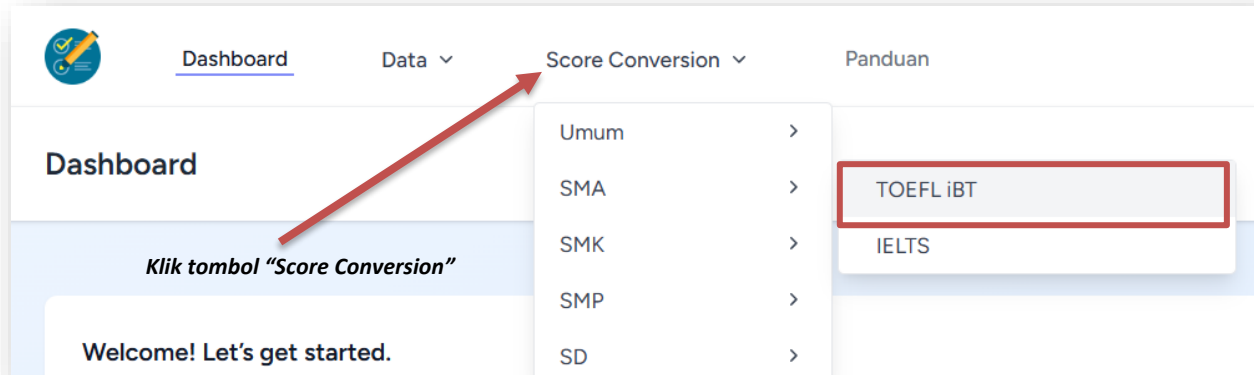 Dashboard Data Score Conversion Panduan
Umum
Dashboard
SMA
TOEFL iBT
SMK
IELTS
Klik tombol “Score Conversion”
SMP
Welcome! Let’s get started.
SD